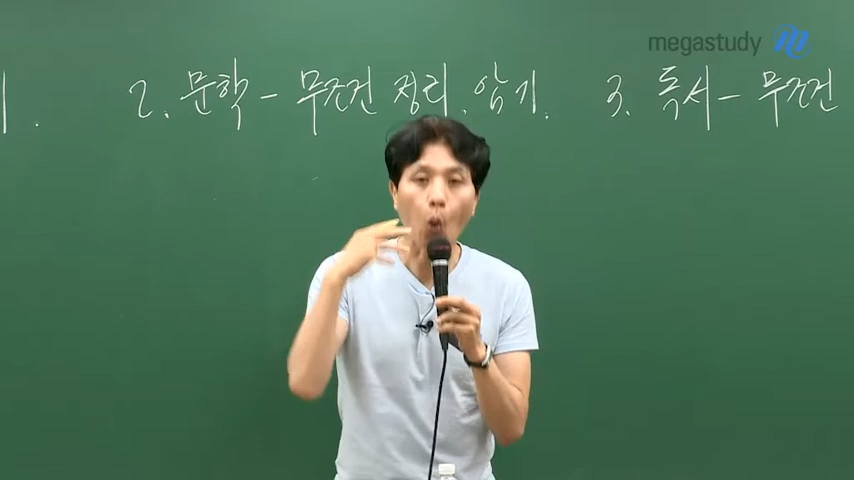 megastudy
2. 문학 - 무조건 정리. 암기. 3. 독서 - 무조건